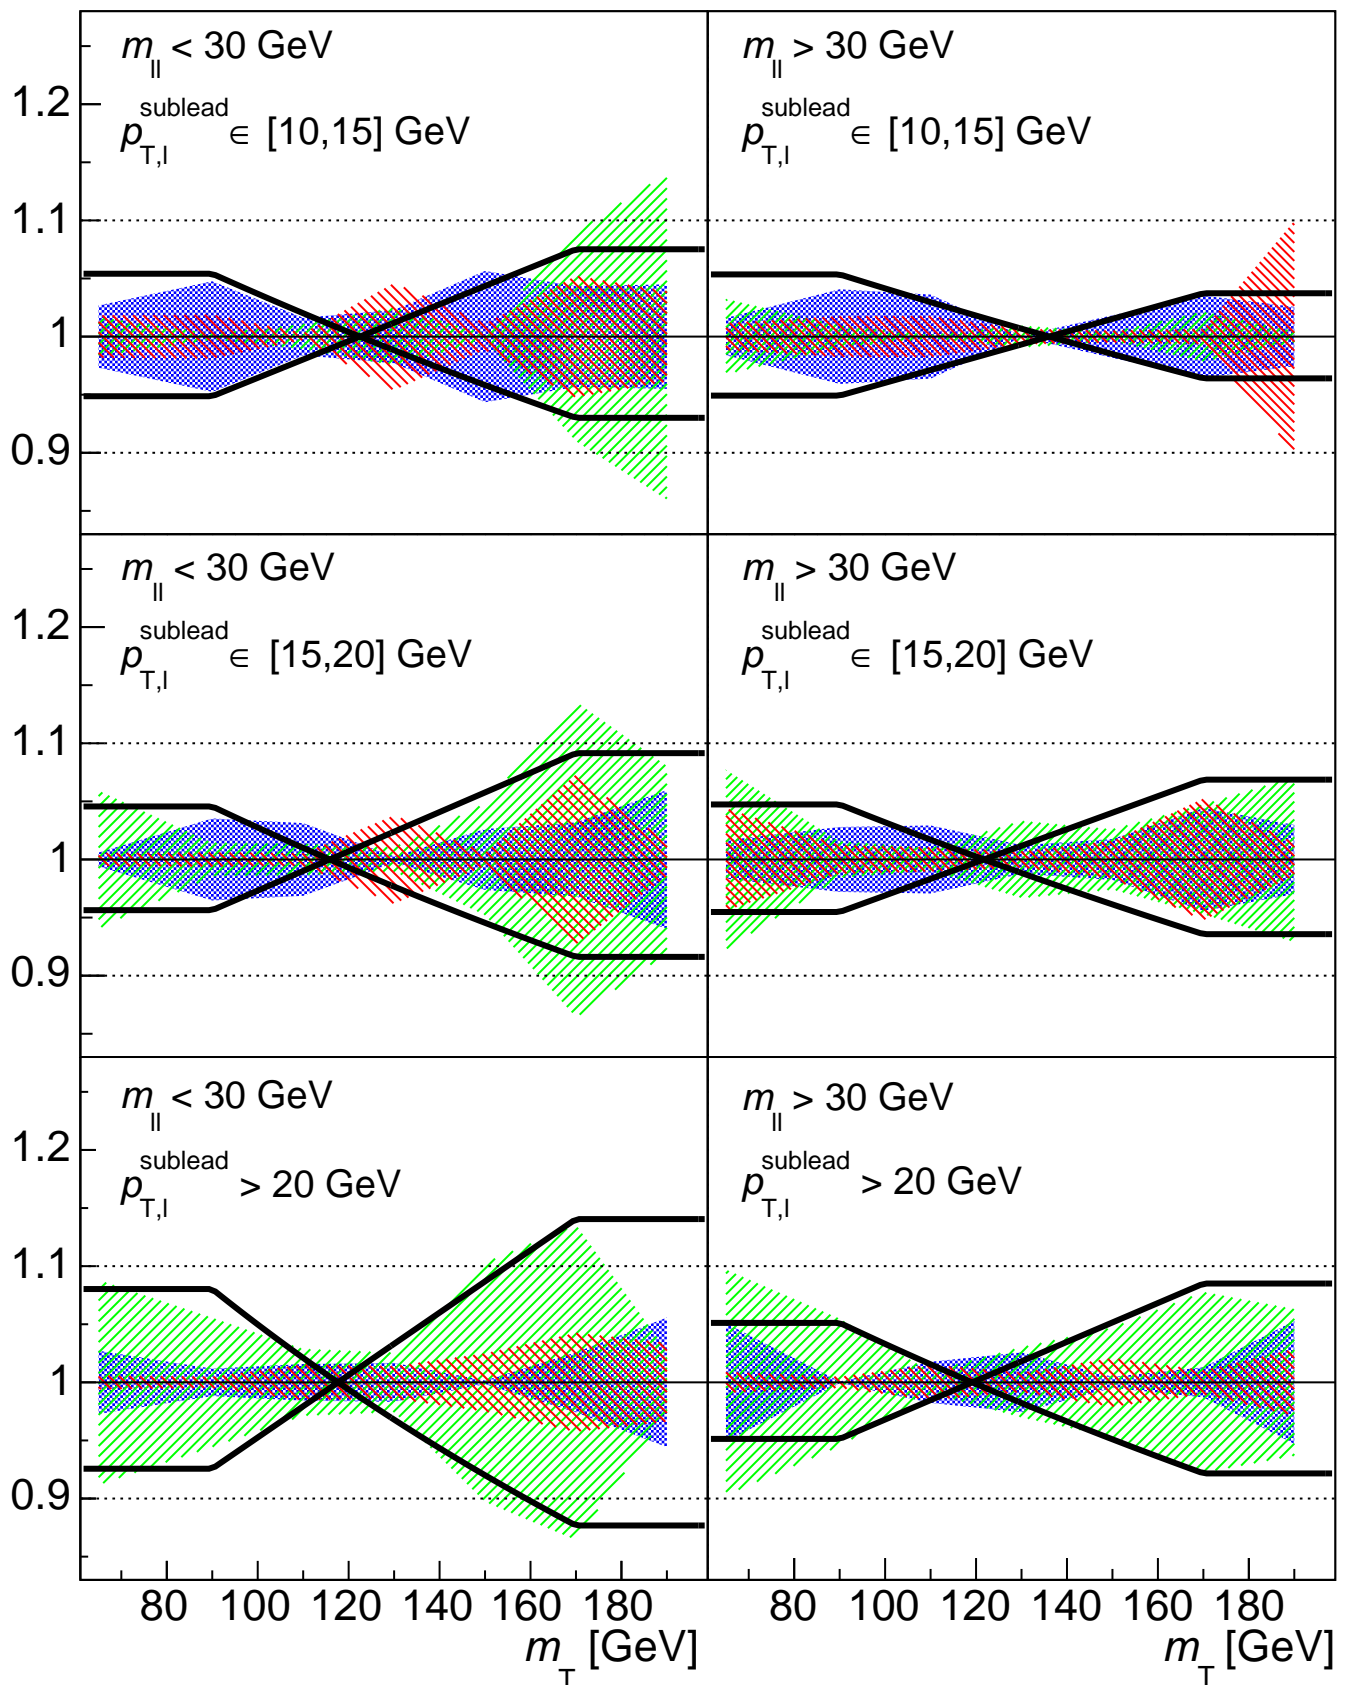 m_ll < 30 GeV
m_ll > 30 GeV
1.2
p_T,l^sublead ∈ [10,15] GeV
p_T,l^sublead ∈ [10,15] GeV
1.1
1
0.9
m_ll < 30 GeV
m_ll > 30 GeV
1.2
p_T,l^sublead ∈ [15,20] GeV
p_T,l^sublead ∈ [15,20] GeV
1.1
1
0.9
m_ll < 30 GeV
m_ll > 30 GeV
1.2
p_T,l^sublead > 20 GeV
p_T,l^sublead > 20 GeV
1.1
1
0.9
80 100 120 140 160 180
80 100 120 140 160 180
m_T [GeV]
m_T [GeV]